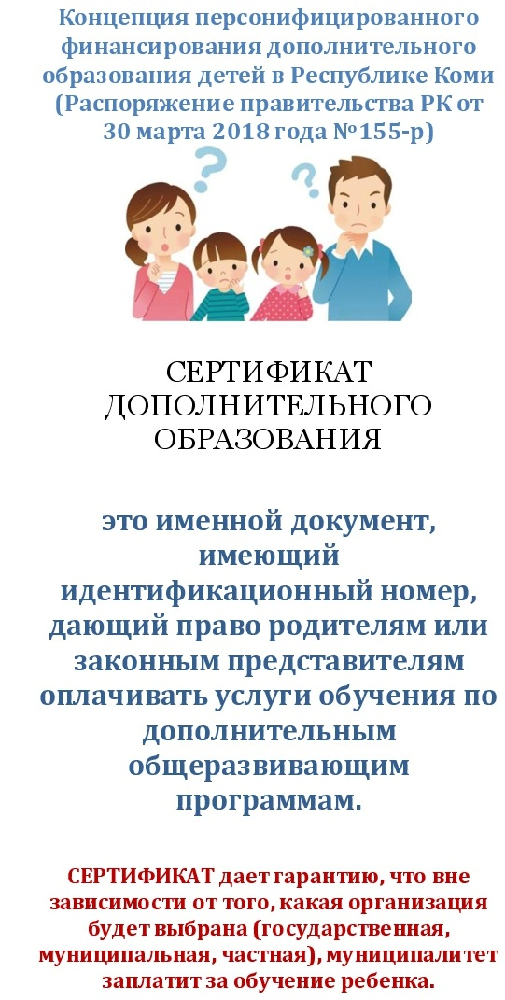 Концепция персонифицированного
финансирования дополнительного
образования детей в Республике Коми
(Распоряжение правительства РК от
30 марта 2018 года №155-р)
? ?
СЕРТИФИКАТ
ДОПОЛНИТЕЛЬНОГО
ОБРАЗОВАНИЯ
это именной документ,
имеющий
идентификационный номер,
дающий право родителям или
законным представителям
оплачивать услуги обучения по
дополнительным
общеразвивающим
программам.
СЕРТИФИКАТ дает гарантию, что вне
зависимости от того, какая организация
будет выбрана (государственная,
муниципальная, частная), муниципалитет
заплатит за обучение ребенка.